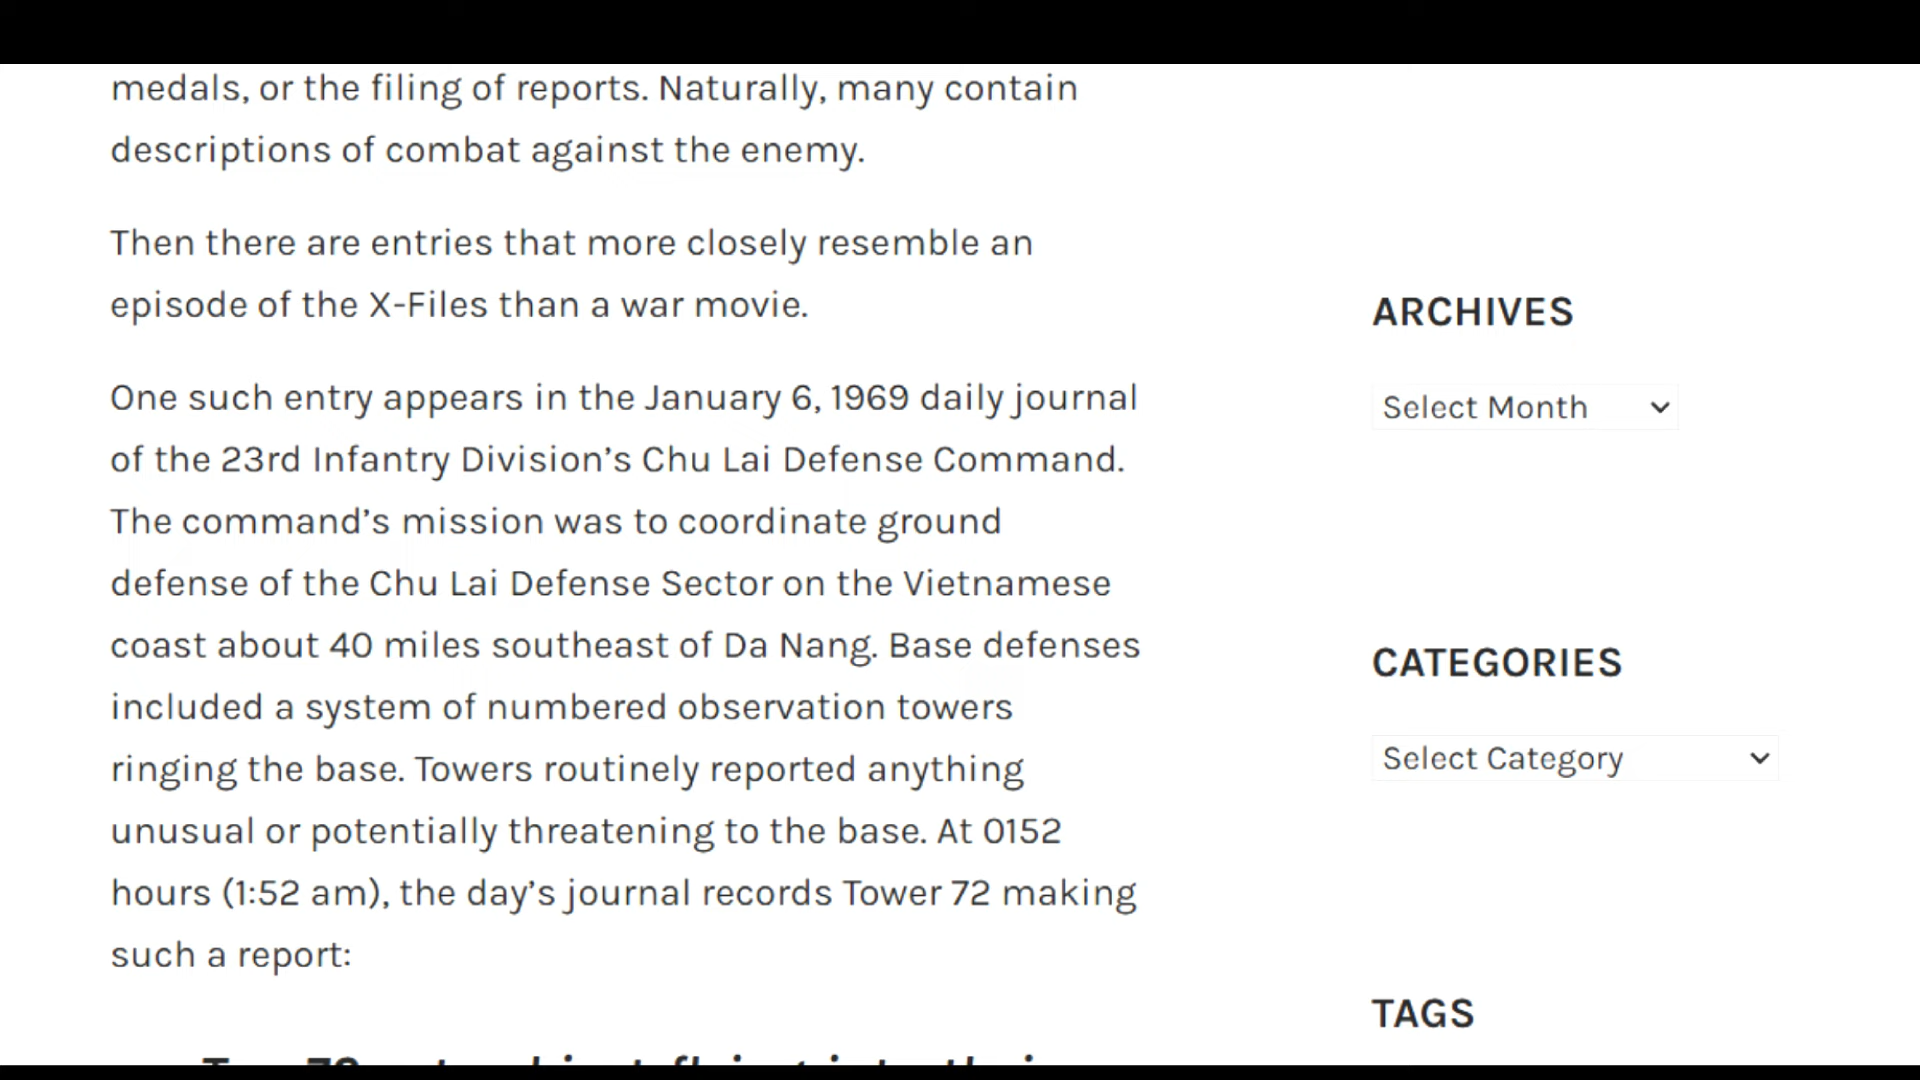 medals, or the filing of reports. Naturally, many contain
descriptions of combat against the enemy.
Then there are entries that more closely resemble an
episode of the X-Files than a war movie.
One such entry appears in the January 6, 1969 daily journal
of the 23rd Infantry Division’s Chu Lai Defense Command.
The command’s mission was to coordinate ground
defense of the Chu Lai Defense Sector on the Vietnamese
coast about 40 miles southeast of Da Nang. Base defenses
included a system of numbered observation towers
ringing the base. Towers routinely reported anything
unusual or potentially threatening to the base. At 0152
hours (1:52 am), the day’s journal records Tower 72 making
such a report:
ARCHIVES
Select Month
CATEGORIES
Select Category
TAGS